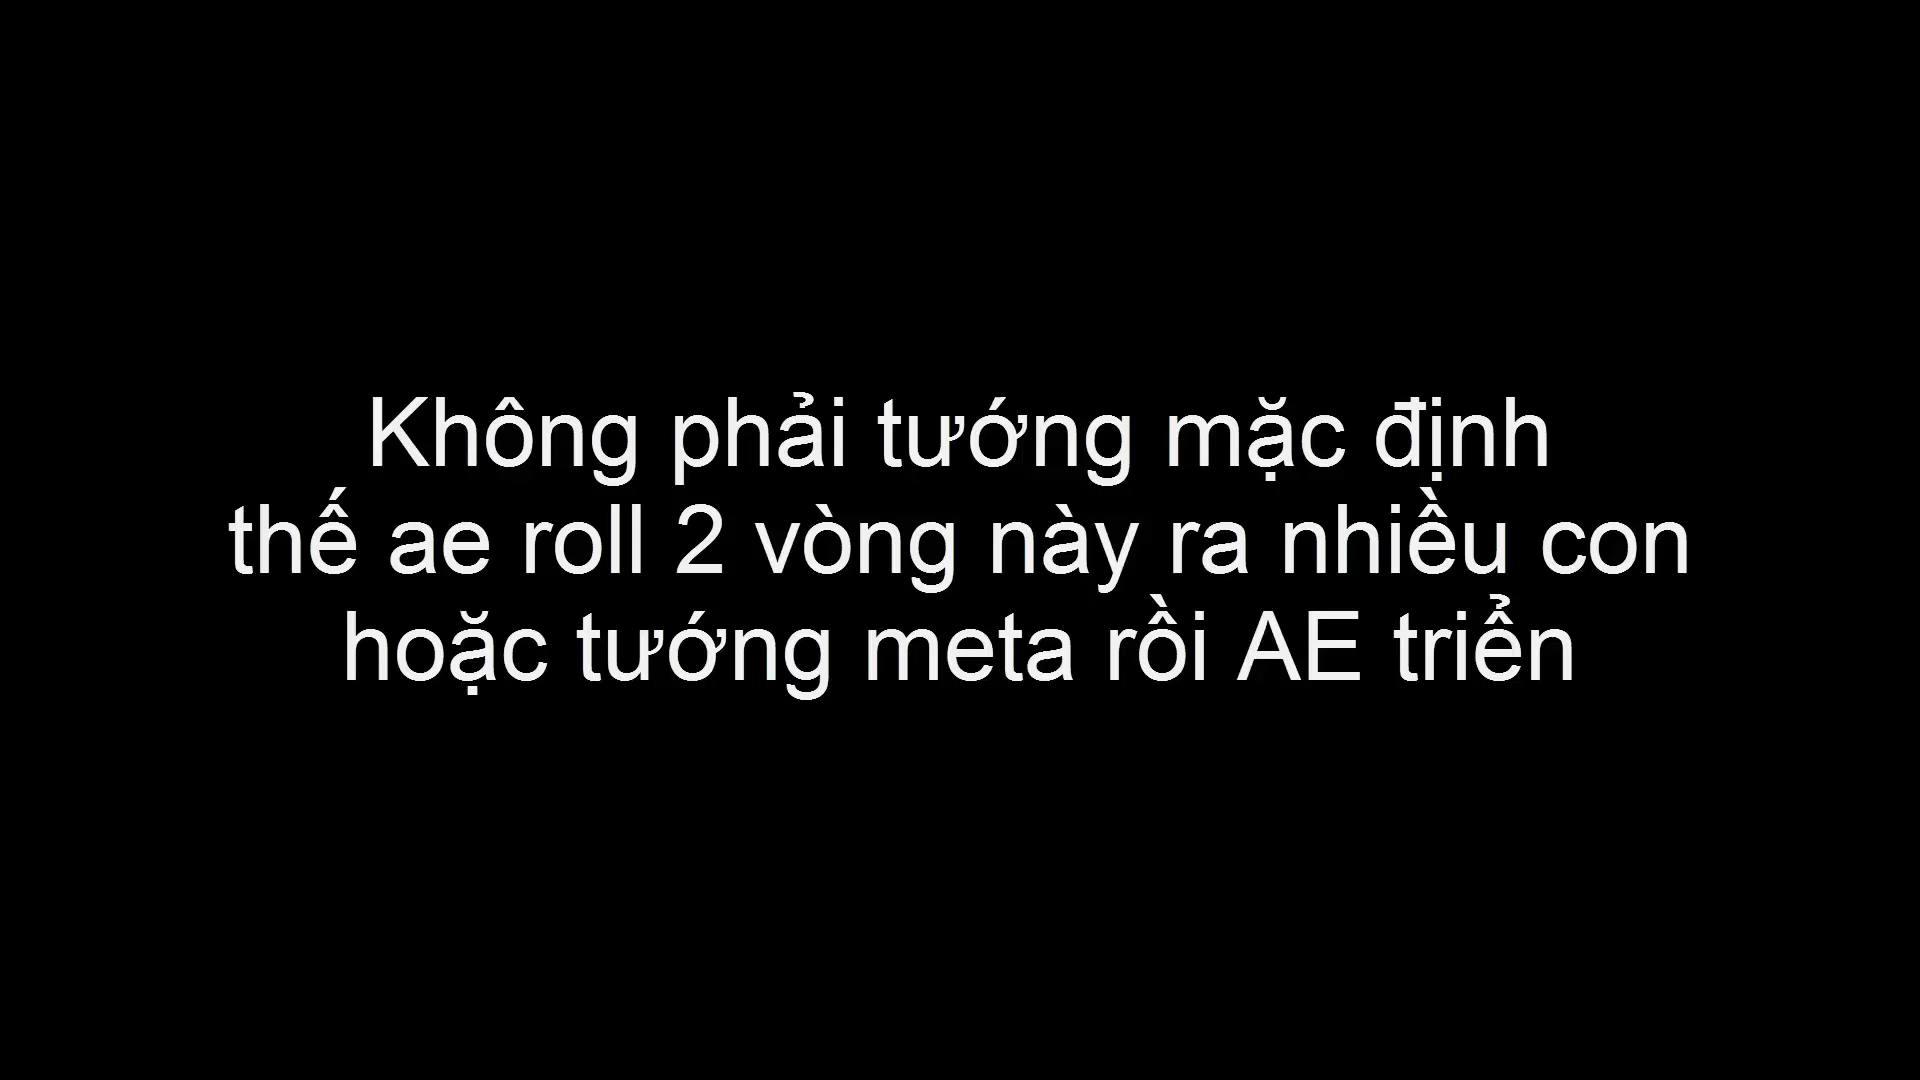 Không phải tướng mặc định
thế ae roll 2 vòng này ra nhiều con
hoặc tướng meta rồi AE triển